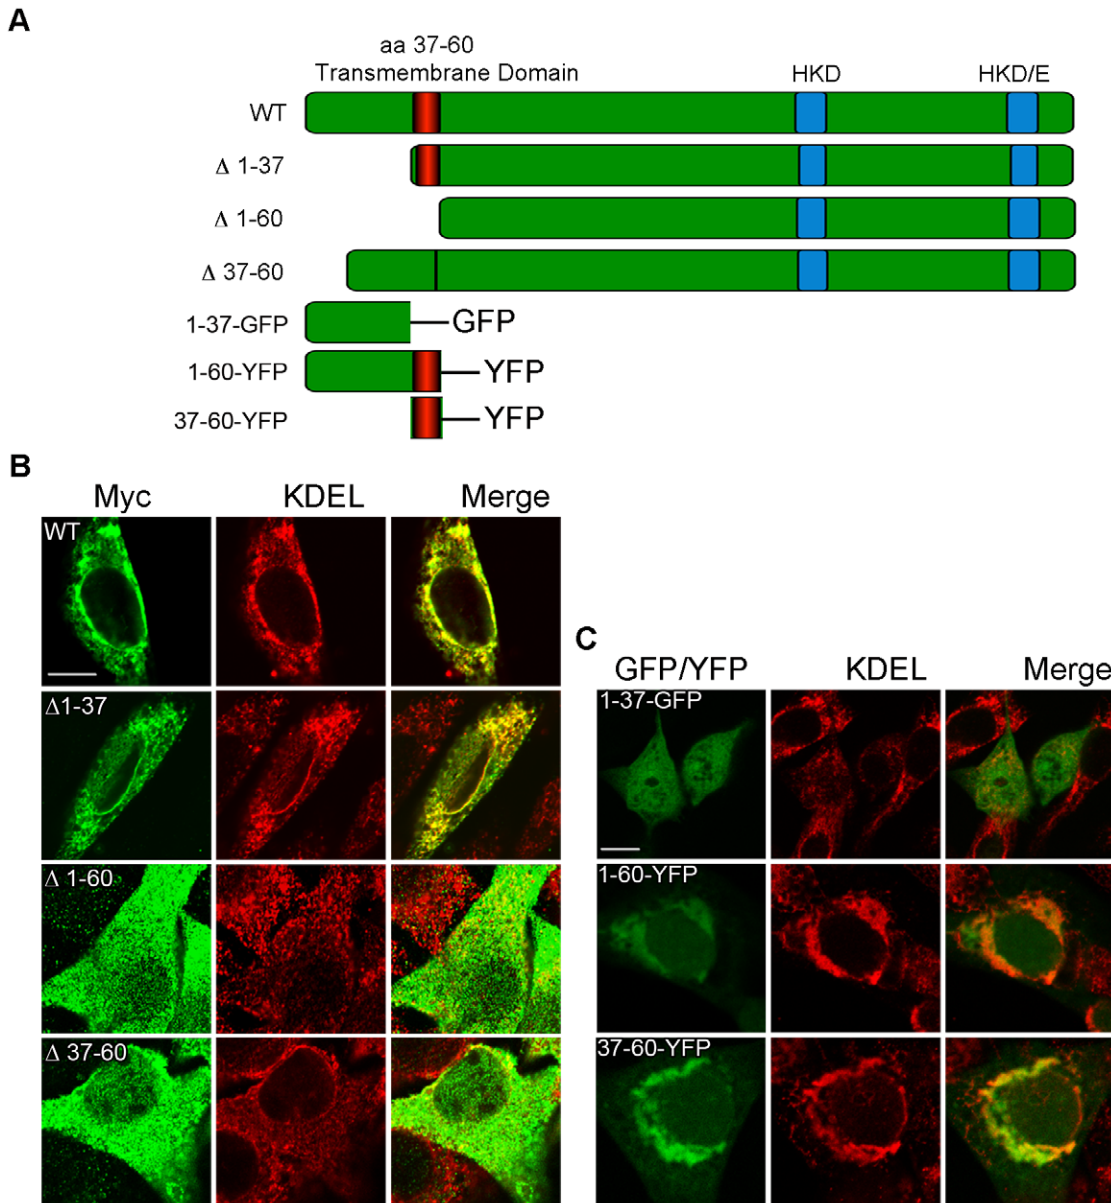 A
aa 37-60
Transmembrane Domain
HKD
HKD/E
WT
Δ 1-37
Δ 1-60
Δ 37-60
1-37-GFP
GFP
1-60-YFP
YFP
37-60-YFP
YFP
B
Myc
KDEL
Merge
WT
Δ1-37
Δ 1-60
Δ 37-60
C
GFP/YFP
KDEL
Merge
1-37-GFP
1-60-YFP
37-60-YFP